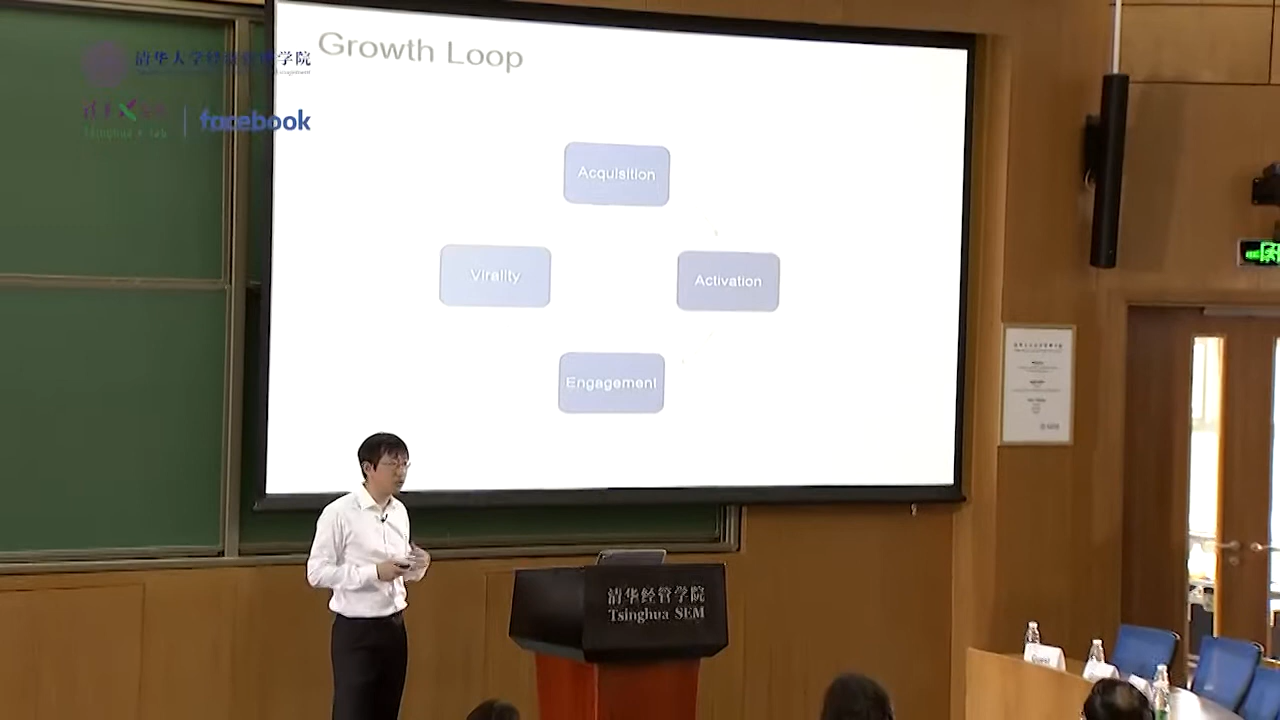 清华大学经济管理学院
facebook
Growth Loop
Acquisition
Virality
Activation
Engagement
清华经管学院
Tsinghua SEM
Guest